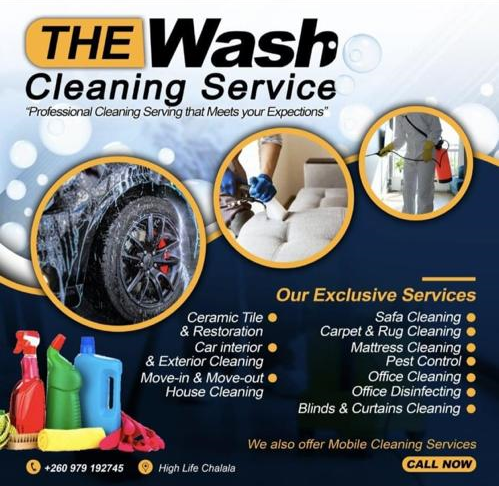 THE Wash
Cleaning Service
"Professional Cleaning Serving that Meets your Expections"
Our Exclusive Services
Ceramic Tile
& Restoration
Car interior
& Exterior Cleaning
Move-in & Move-out
House Cleaning
Safa Cleaning
Carpet & Rug Cleaning
Mattress Cleaning
Pest Control
Office Cleaning
Office Disinfecting
Blinds & Curtains Cleaning
We also offer Mobile Cleaning Services
+260 979 192745
High Life Chalala
CALL NOW